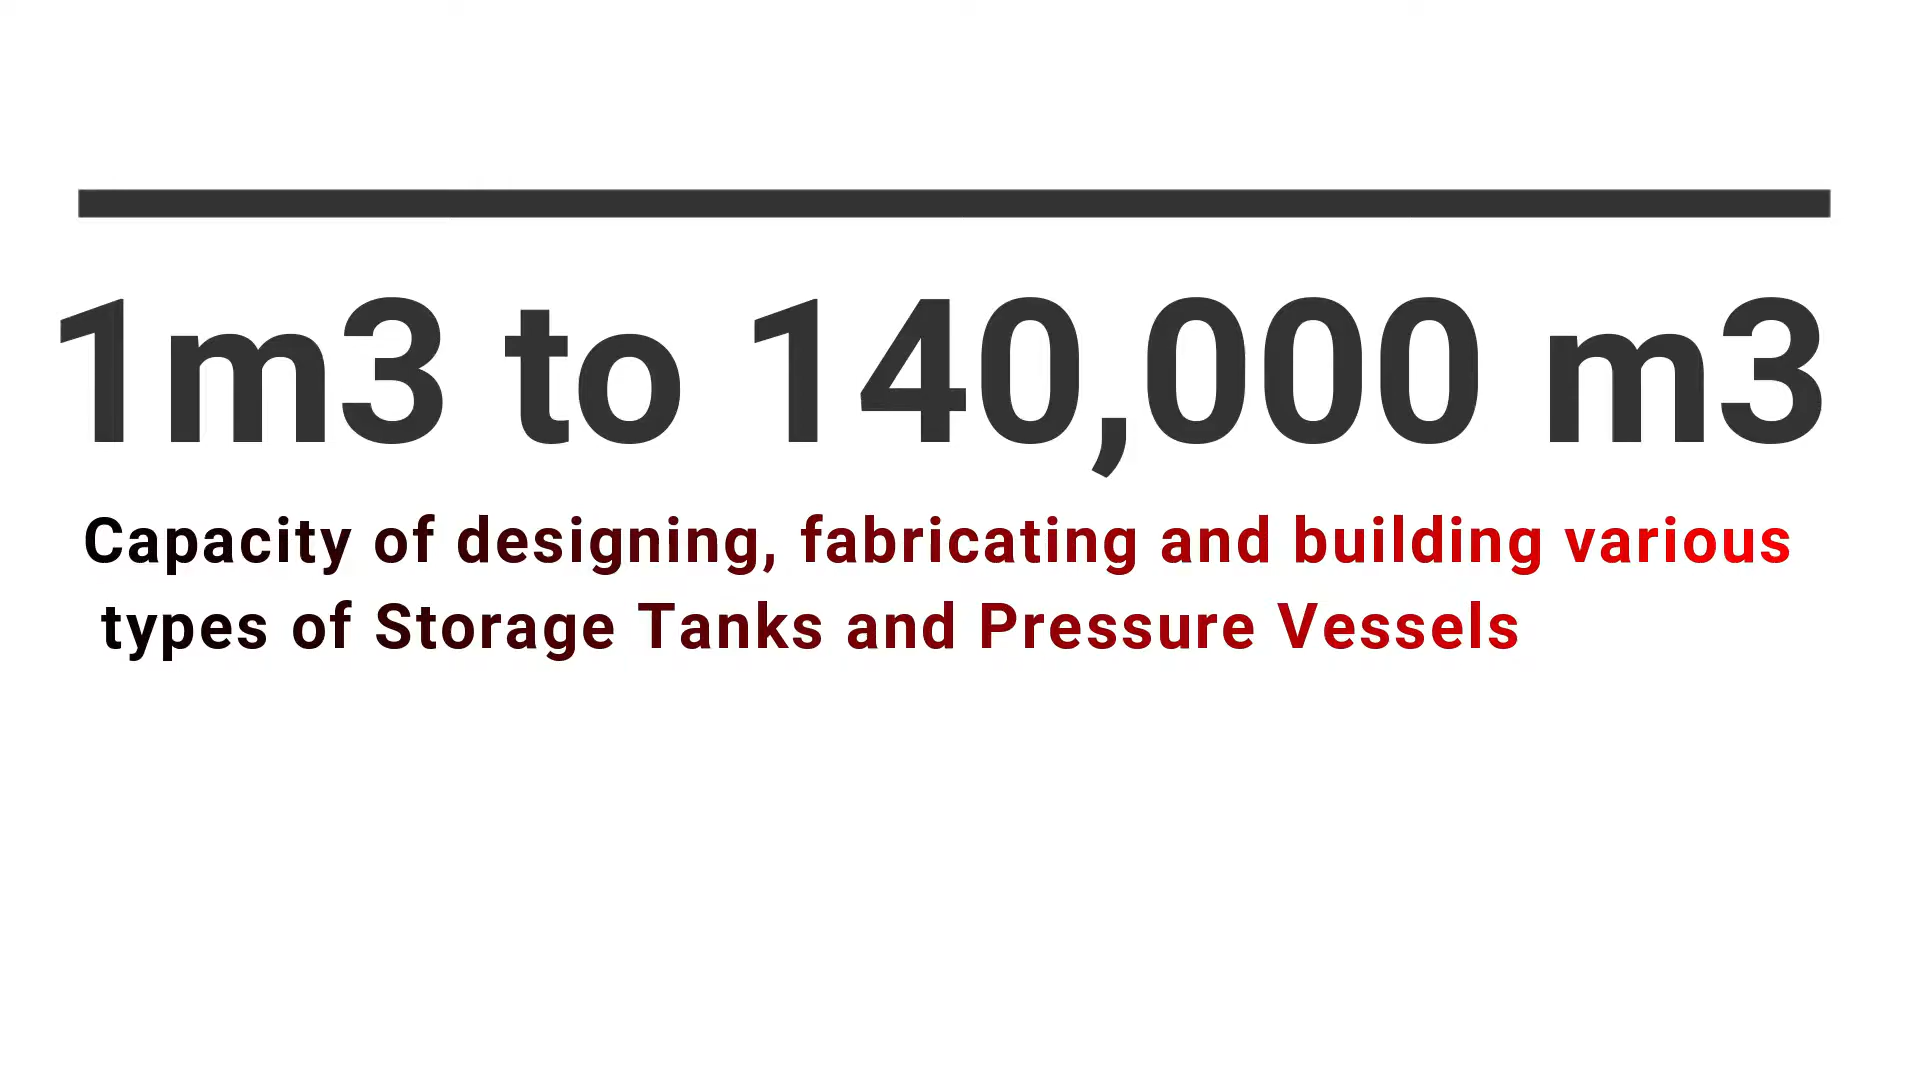 1m3 to 140,000 m3
Capacity of designing, fabricating and building various
types of Storage Tanks and Pressure Vessels